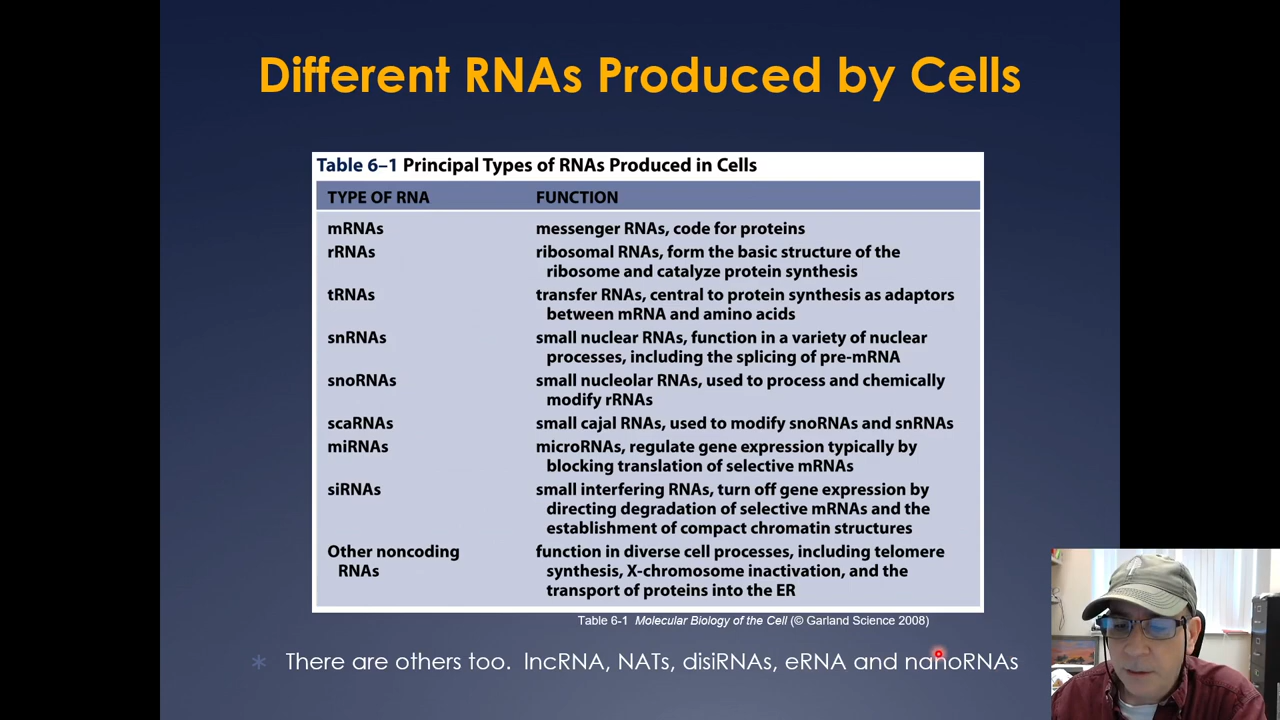 Different RNAs Produced by Cells
Table 6–1 Principal Types of RNAs Produced in Cells
TYPE OF RNA FUNCTION
mRNAs messenger RNAs, code for proteins
rRNAs ribosomal RNAs, form the basic structure of the
ribosome and catalyze protein synthesis
tRNAs transfer RNAs, central to protein synthesis as adaptors
between mRNA and amino acids
snRNAs small nuclear RNAs, function in a variety of nuclear
processes, including the splicing of pre-mRNA
snoRNAs small nucleolar RNAs, used to process and chemically
modify rRNAs
scaRNAs small cajal RNAs, used to modify snoRNAs and snRNAs
miRNAs microRNAs, regulate gene expression typically by
blocking translation of selective mRNAs
siRNAs small interfering RNAs, turn off gene expression by
directing degradation of selective mRNAs and the
establishment of compact chromatin structures
Other noncoding function in diverse cell processes, including telomere
RNAs synthesis, X-chromosome inactivation, and the
transport of proteins into the ER
Table 6-1 Molecular Biology of the Cell (© Garland Science 2008)
There are others too. lncRNA, NATs, disiRNAs, eRNA and nanoRNAs